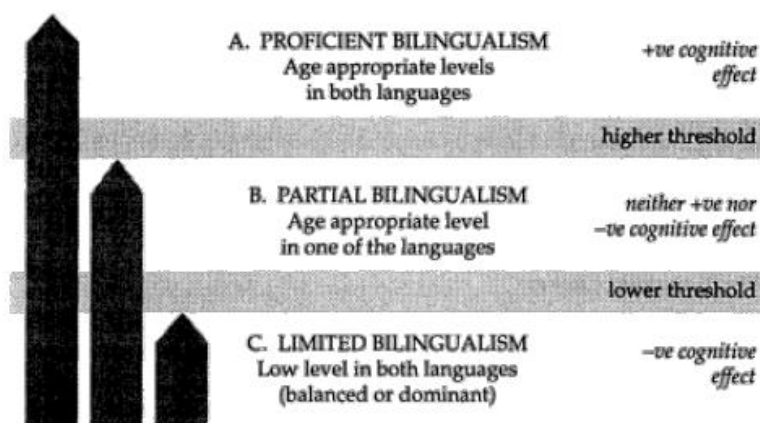 A. PROFICIENT BILINGUALISM
Age appropriate levels
in both languages
+ve cognitive
effect
higher threshold
B. PARTIAL BILINGUALISM
Age appropriate level
in one of the languages
neither +ve nor
–ve cognitive effect
lower threshold
C. LIMITED BILINGUALISM
Low level in both languages
(balanced or dominant)
–ve cognitive
effect